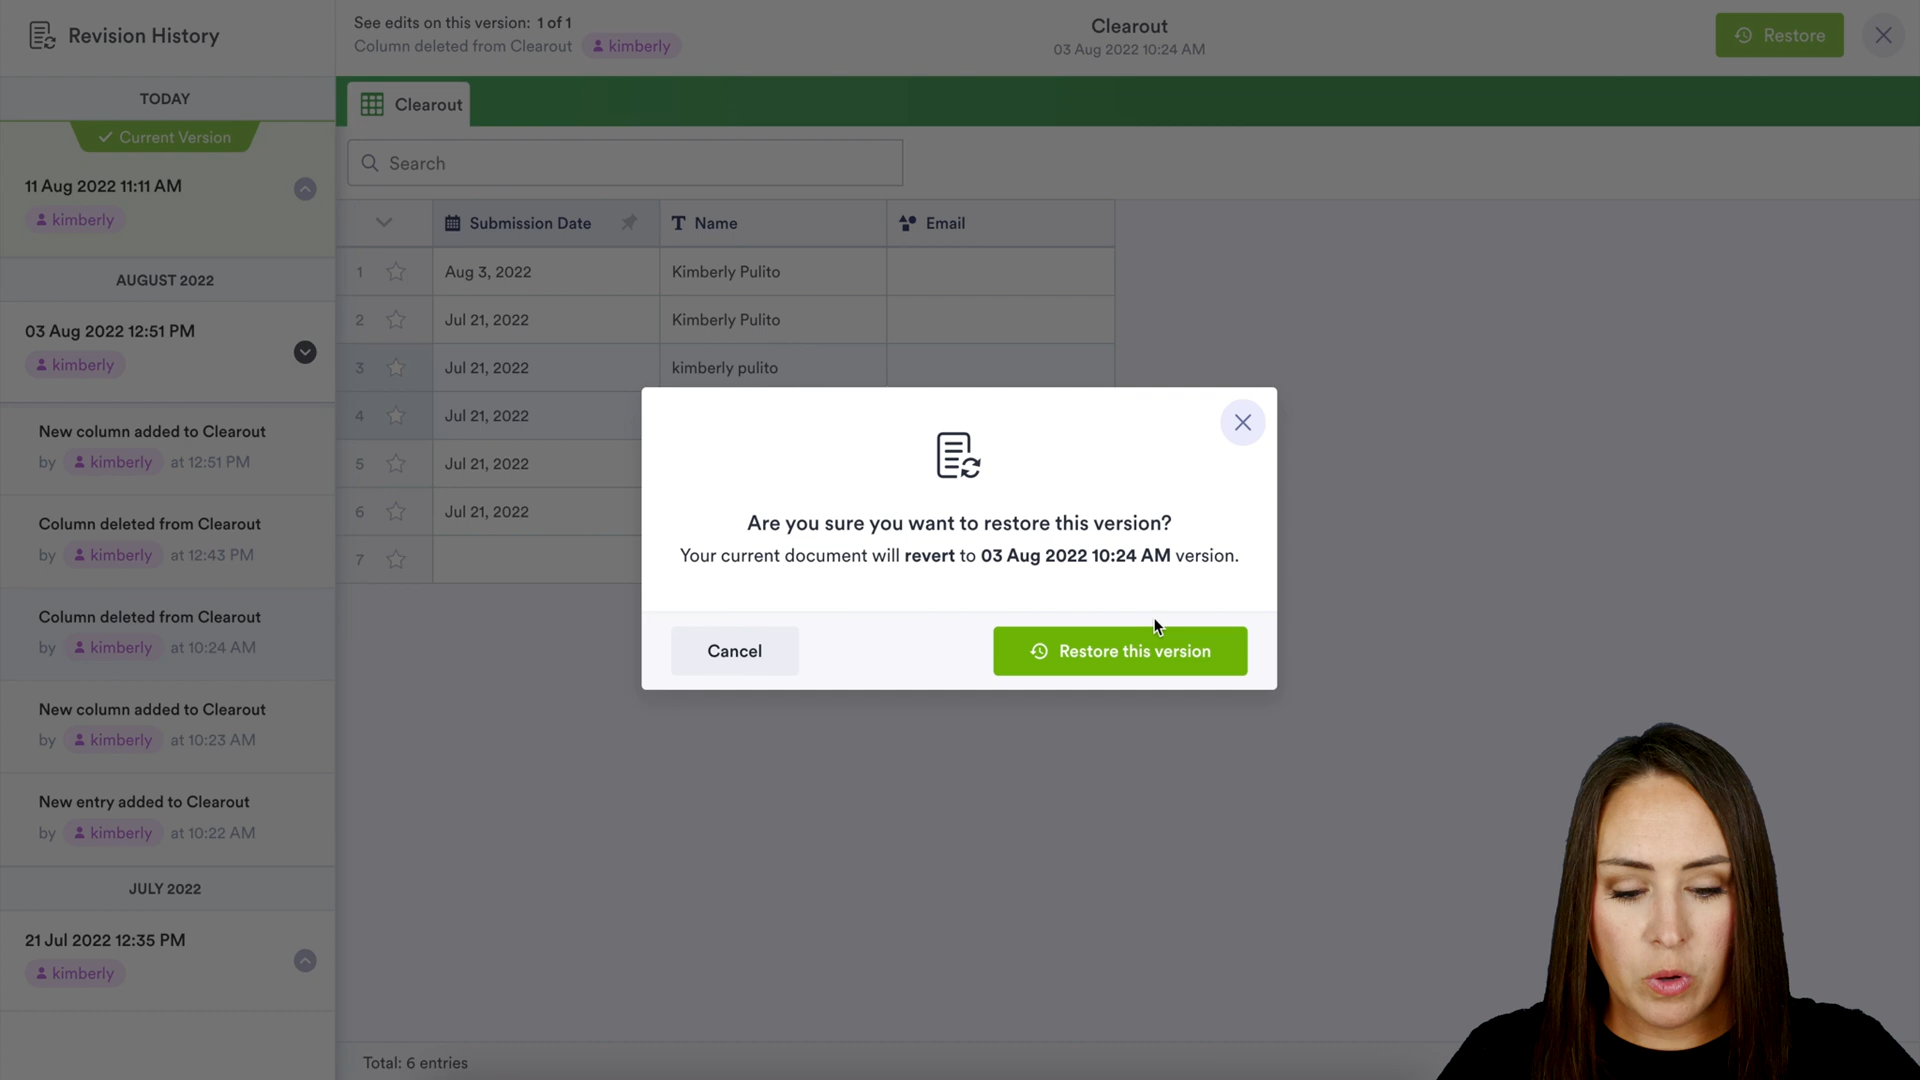 Revision History
See edits on this version: 1 of 1
Column deleted from Clearout kimberly
Clearout
03 Aug 2022 10:24 AM
Restore
TODAY
Current Version
11 Aug 2022 11:11 AM
kimberly
AUGUST 2022
03 Aug 2022 12:51 PM
kimberly
New column added to Clearout
by kimberly at 12:51 PM
Column deleted from Clearout
by kimberly at 12:43 PM
Column deleted from Clearout
by kimberly at 10:24 AM
New column added to Clearout
by kimberly at 10:23 AM
New entry added to Clearout
by kimberly at 10:22 AM
JULY 2022
21 Jul 2022 12:35 PM
kimberly
Clearout
Search
Submission Date Name Email
1 Aug 3, 2022 Kimberly Pulito
2 Jul 21, 2022 Kimberly Pulito
3 Jul 21, 2022 kimberly pulito
4 Jul 21, 2022
5 Jul 21, 2022
6 Jul 21, 2022
7
Are you sure you want to restore this version?
Your current document will revert to 03 Aug 2022 10:24 AM version.
Cancel
Restore this version
Total: 6 entries